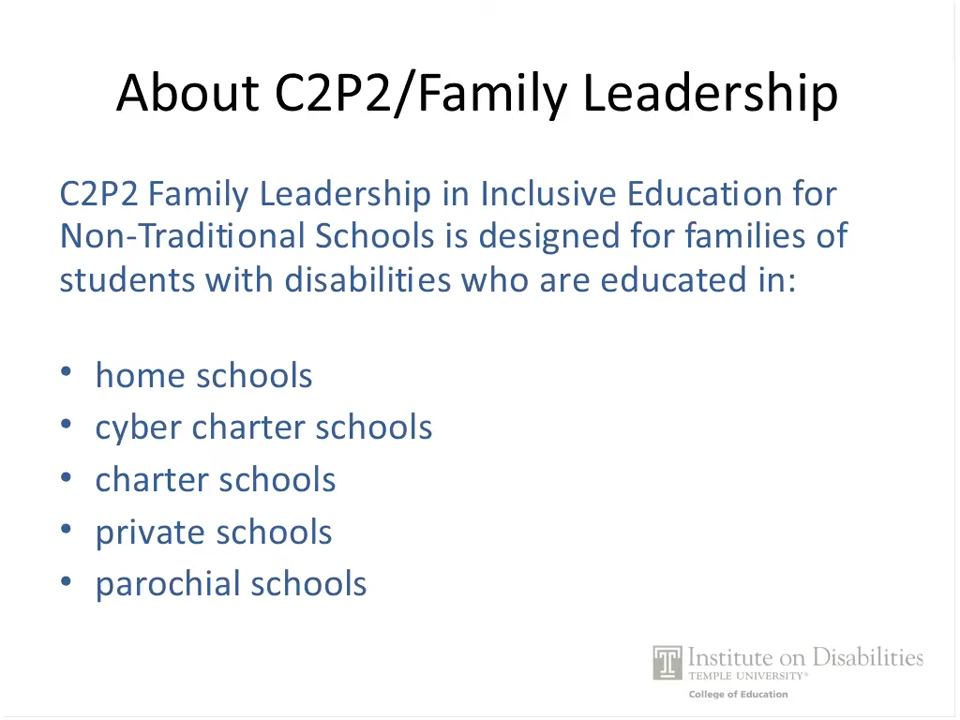 About C2P2/Family Leadership
C2P2 Family Leadership in Inclusive Education for
Non-Traditional Schools is designed for families of
students with disabilities who are educated in:
• home schools
• cyber charter schools
• charter schools
• private schools
• parochial schools
Institute on Disabilities
TEMPLE UNIVERSITY®
College of Education